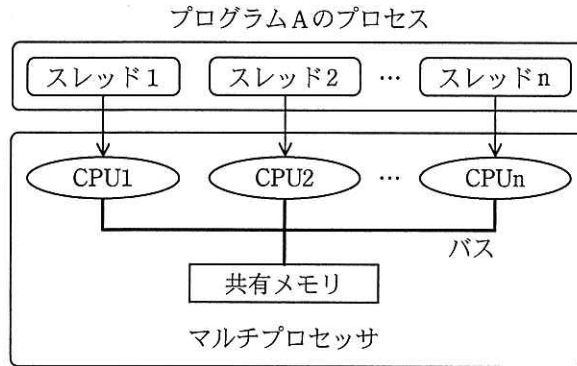 プログラムAのプロセス
スレッド1 スレッド2 … スレッドn
CPU1 CPU2 … CPUn
バス
共有メモリ
マルチプロセッサ